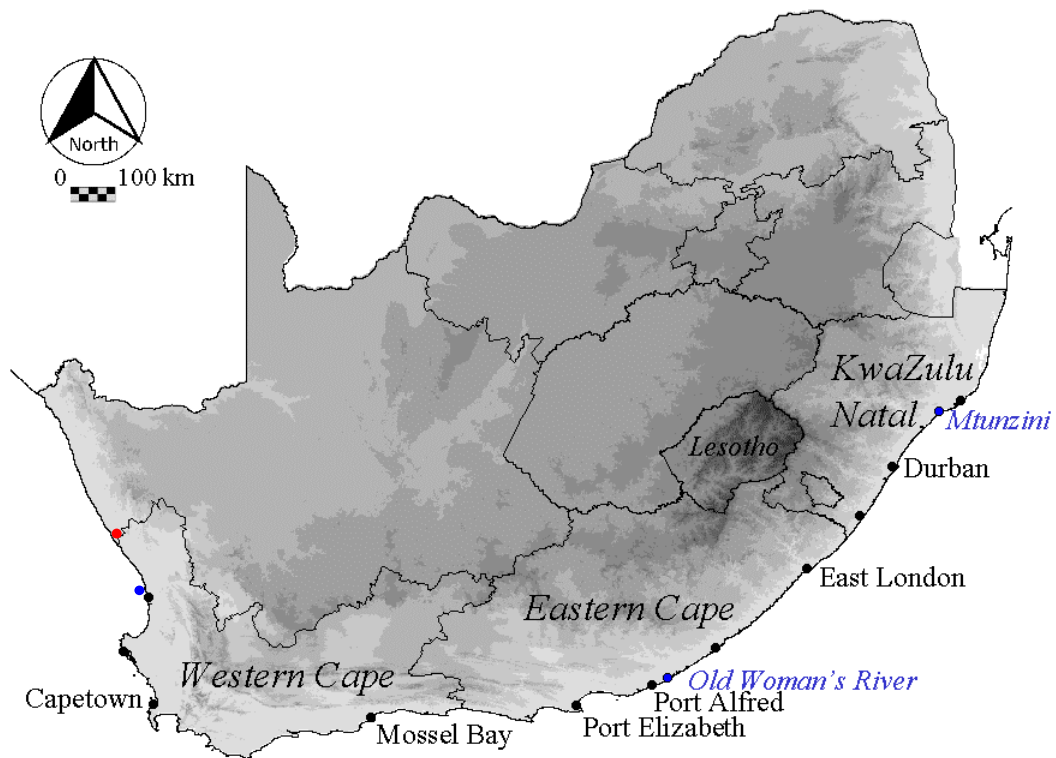 North
0 100 km
KwaZulu
Natal
Mtunzini
Lesotho
Durban
East London
Eastern Cape
Western Cape
Old Woman's River
Capetown
Port Alfred
Port Elizabeth
Mossel Bay